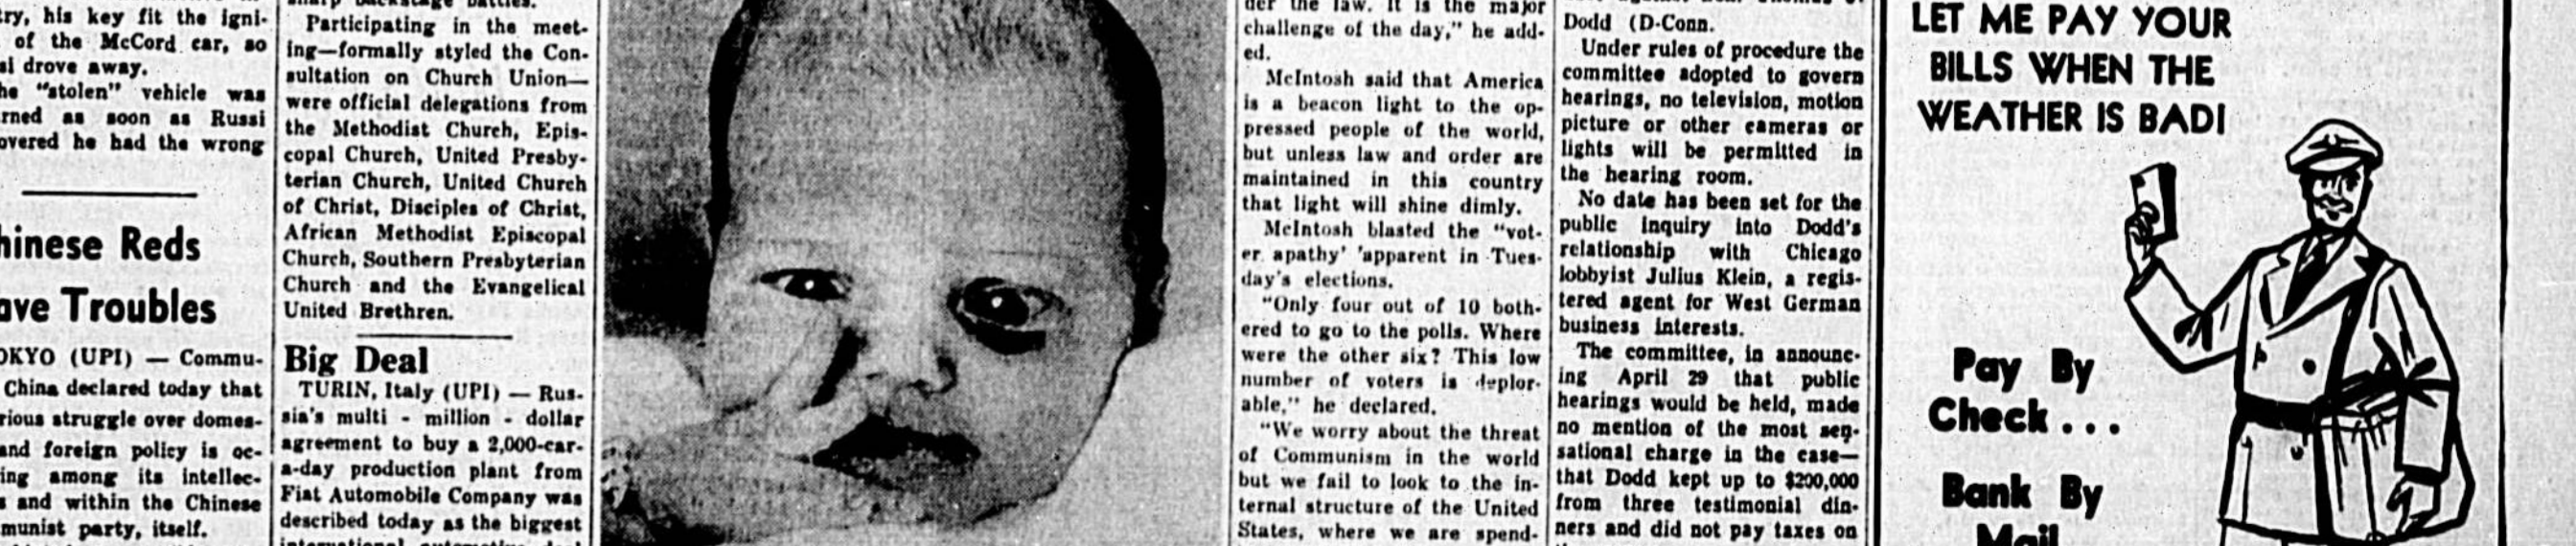 try, his key fit the igni-
of the McCord car, so
drove away.
"stolen" vehicle was
as soon as Russi
he had the wrong
hinese Reds
ave Troubles
OKYO (UPI) — Commu-
China declared today that
rious struggle over domes-
and foreign policy is oc-
ing among its intellec-
and within the Chinese
munist party, itself.
Participating in the meet-
ing—formally styled the Con-
sultation on Church Union—
were official delegations from
the Methodist Church, Epis-
copal Church, United Presby-
terian Church, United Church
of Christ, Disciples of Christ,
African Methodist Episcopal
Church, Southern Presbyterian
Church and the Evangelical
United Brethren.
Big Deal
TURIN, Italy (UPI) — Rus-
sia's multi - million - dollar
agreement to buy a 2,000-car-
a-day production plant from
Fiat Automobile Company was
described today as the biggest
international automotive deal
der the law. It is the major
challenge of the day," he add-
ed.
McIntosh said that America
is a beacon light to the op-
pressed people of the world,
but unless law and order are
maintained in this country
that light will shine dimly.
McIntosh blasted the "vot-
er apathy' 'apparent in Tues-
day's elections.
"Only four out of 10 both-
ered to go to the polls. Where
were the other six? This low
number of voters is deplor-
able," he declared.
"We worry about the threat
of Communism in the world
but we fail to look to the in-
ternal structure of the United
States, where we are spend-
Dodd (D-Conn.
Under rules of procedure the
committee adopted to govern
hearings, no television, motion
picture or other cameras or
lights will be permitted in
the hearing room.
No date has been set for the
public inquiry into Dodd's
relationship with Chicago
lobbyist Julius Klein, a regis-
tered agent for West German
business interests.
The committee, in announc-
ing April 29 that public
hearings would be held, made
no mention of the most sen-
sational charge in the case—
that Dodd kept up to $200,000
from three testimonial din-
ners and did not pay taxes on
LET ME PAY YOUR
BILLS WHEN THE
WEATHER IS BAD!
Pay By
Check . . .
Bank By
Mail